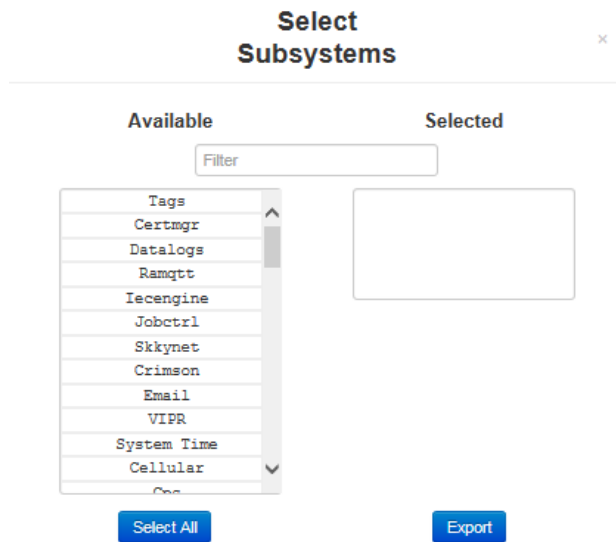 Select
Subsystems
×
Available
Selected
Filter
Tags
Certmgr
Datalogs
Ramqtt
Iecengine
Jobctrl
Skkynet
Crimson
Email
VIPR
System Time
Cellular
Select All
Export